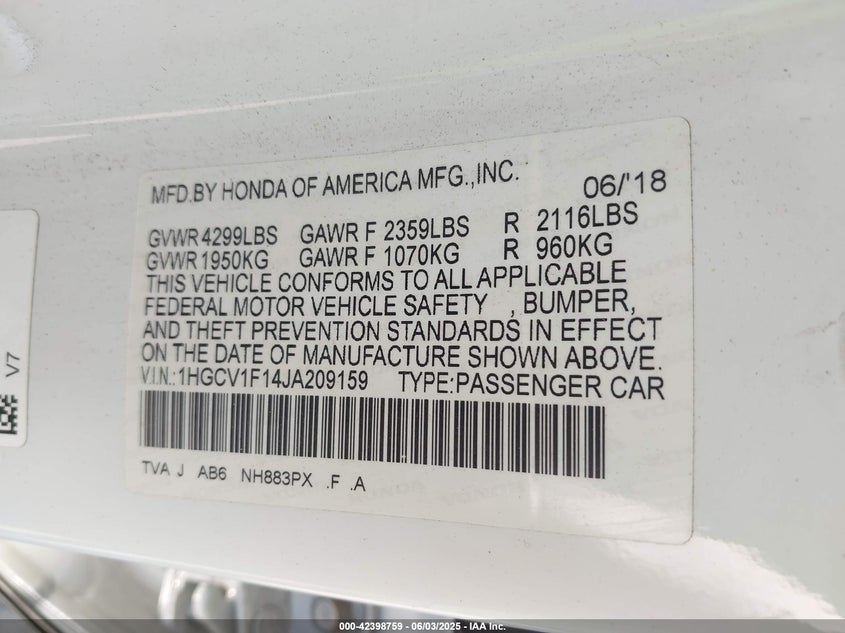 MFD.BY HONDA OF AMERICA MFG.,INC. 06/'18
GVWR 4299LBS GAWR F 2359LBS R 2116LBS
GVWR 1950KG GAWR F 1070KG R 960KG
THIS VEHICLE CONFORMS TO ALL APPLICABLE
FEDERAL MOTOR VEHICLE SAFETY , BUMPER,
AND THEFT PREVENTION STANDARDS IN EFFECT
ON THE DATE OF MANUFACTURE SHOWN ABOVE.
V.I.N.:1HGCV1F14JA209159 TYPE:PASSENGER CAR
TVA J AB6 NH883PX .F .A
V7
000-42398759 - 06/03/2025 - IAA Inc.